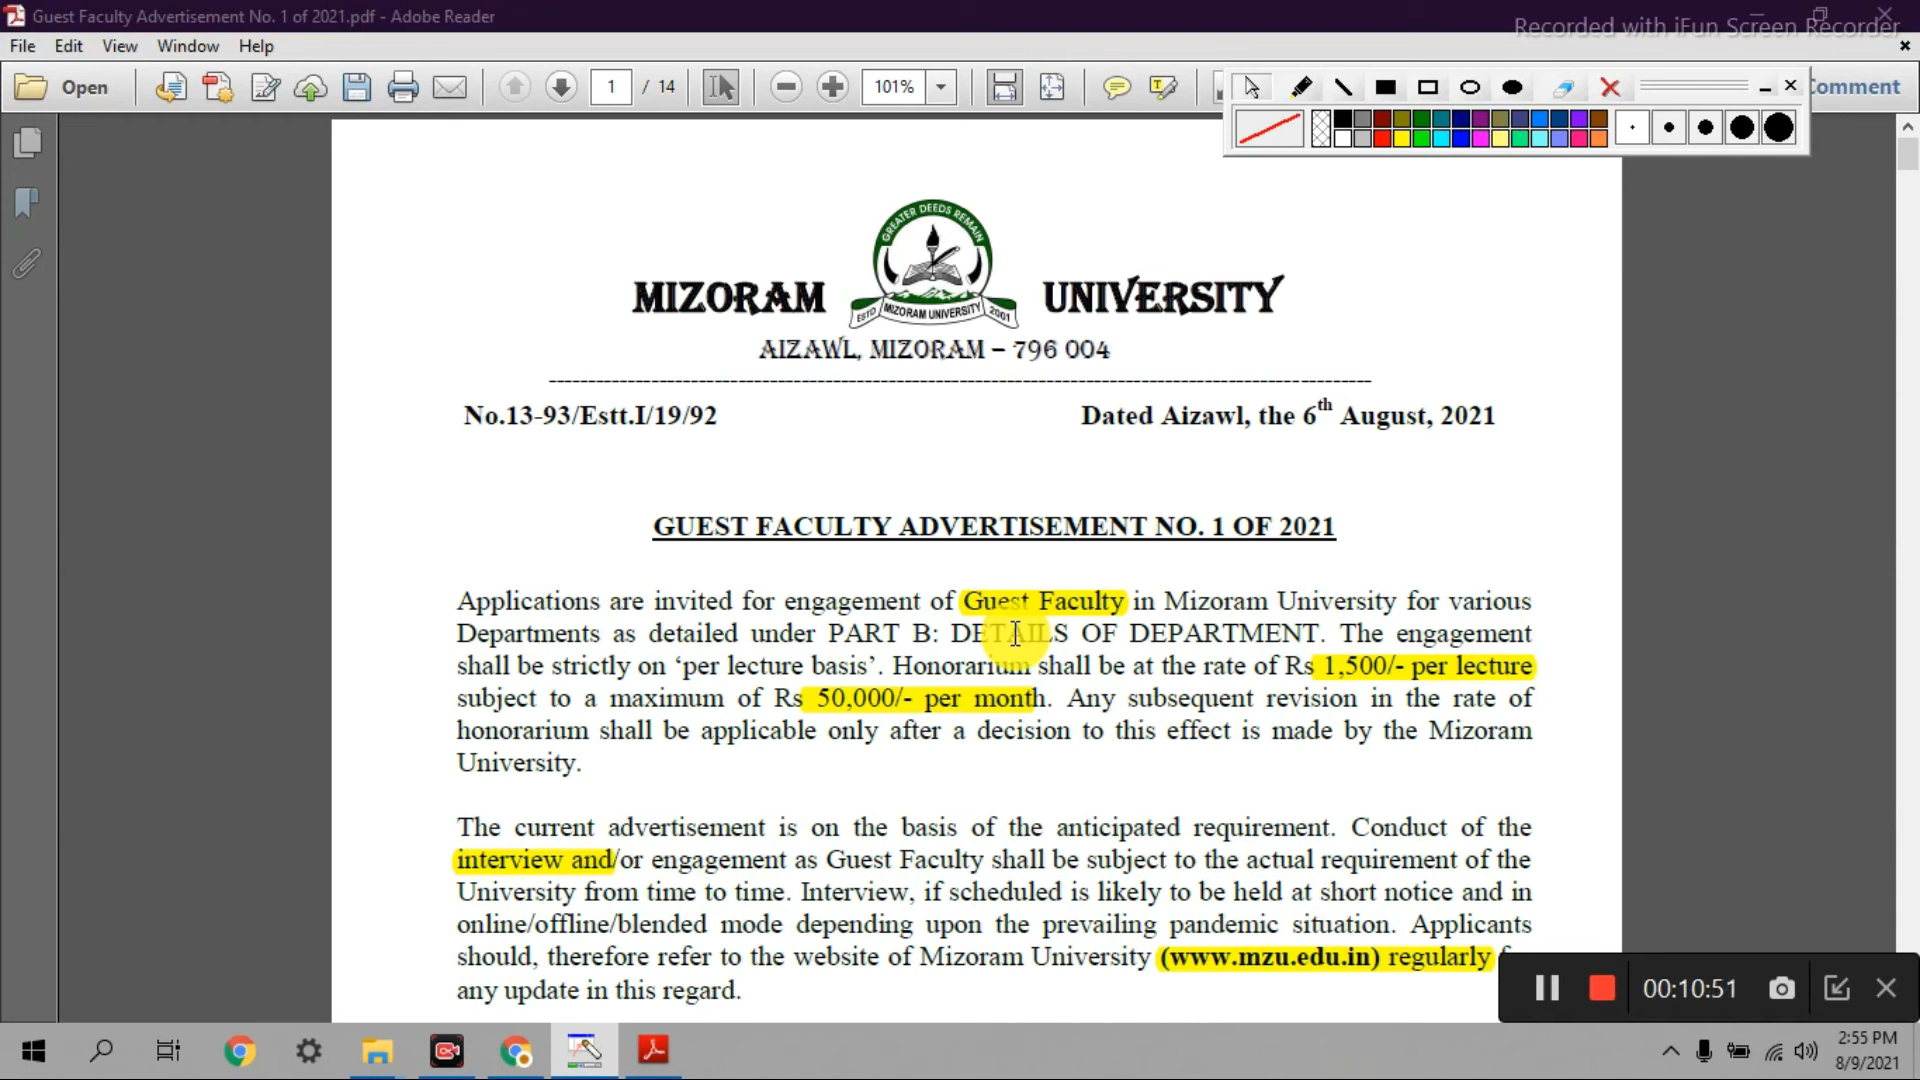 Guest Faculty Advertisement No. 1 of 2021.pdf - Adobe Reader
Recorded with iFun Screen Recorder
File Edit View Window Help
Open 1 / 14 101% Comment
GREATER DEEDS REMAIN
MIZORAM UNIVERSITY
ESTD MIZORAM UNIVERSITY 2001
AIZAWL, MIZORAM – 796 004
No.13-93/Estt.I/19/92 Dated Aizawl, the 6th August, 2021
GUEST FACULTY ADVERTISEMENT NO. 1 OF 2021
Applications are invited for engagement of Guest Faculty in Mizoram University for various
Departments as detailed under PART B: DETAILS OF DEPARTMENT. The engagement
shall be strictly on ‘per lecture basis’. Honorarium shall be at the rate of Rs 1,500/- per lecture
subject to a maximum of Rs 50,000/- per month. Any subsequent revision in the rate of
honorarium shall be applicable only after a decision to this effect is made by the Mizoram
University.
The current advertisement is on the basis of the anticipated requirement. Conduct of the
interview and/or engagement as Guest Faculty shall be subject to the actual requirement of the
University from time to time. Interview, if scheduled is likely to be held at short notice and in
online/offline/blended mode depending upon the prevailing pandemic situation. Applicants
should, therefore refer to the website of Mizoram University (www.mzu.edu.in) regularly
any update in this regard.
00:10:51
2:55 PM
8/9/2021